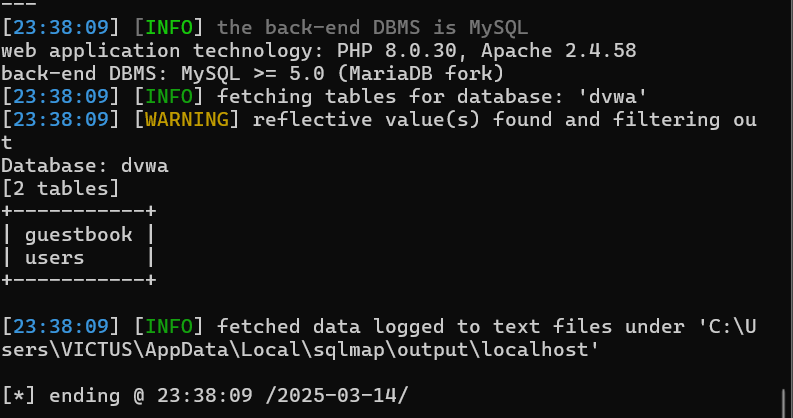 ---
[23:38:09] [INFO] the back-end DBMS is MySQL
web application technology: PHP 8.0.30, Apache 2.4.58
back-end DBMS: MySQL >= 5.0 (MariaDB fork)
[23:38:09] [INFO] fetching tables for database: 'dvwa'
[23:38:09] [WARNING] reflective value(s) found and filtering ou
t
Database: dvwa
[2 tables]
+-----------+
| guestbook |
| users     |
+-----------+
[23:38:09] [INFO] fetched data logged to text files under 'C:\U
sers\VICTUS\AppData\Local\sqlmap\output\localhost'
[*] ending @ 23:38:09 /2025-03-14/